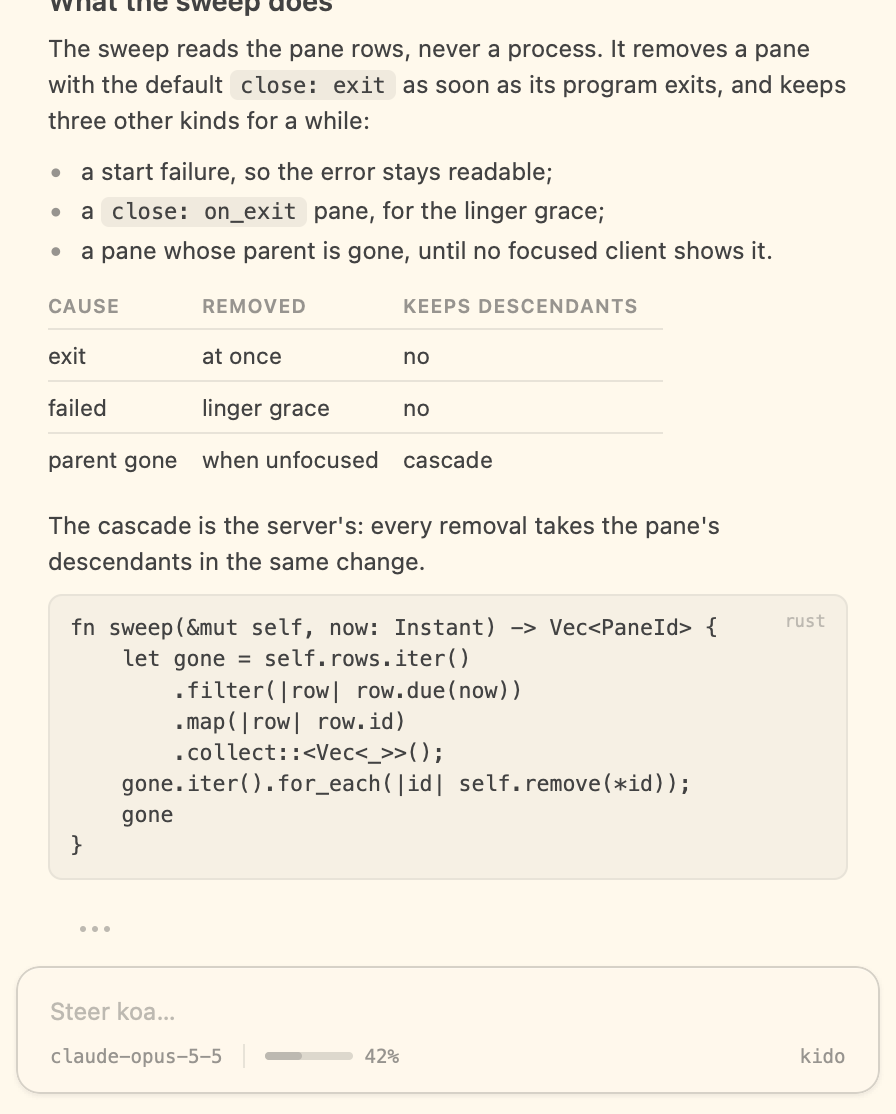 What the sweep does
The sweep reads the pane rows, never a process. It removes a pane
with the default close: exit as soon as its program exits, and keeps
three other kinds for a while:
• a start failure, so the error stays readable;
• a close: on_exit pane, for the linger grace;
• a pane whose parent is gone, until no focused client shows it.
CAUSE REMOVED KEEPS DESCENDANTS
exit at once no
failed linger grace no
parent gone when unfocused cascade
The cascade is the server's: every removal takes the pane's
descendants in the same change.
rust
fn sweep(&mut self, now: Instant) -> Vec<PaneId> {
    let gone = self.rows.iter()
        .filter(|row| row.due(now))
        .map(|row| row.id)
        .collect::<Vec<_>>();
    gone.iter().for_each(|id| self.remove(*id));
    gone
}
Steer koa...
claude-opus-5-5 42% kido